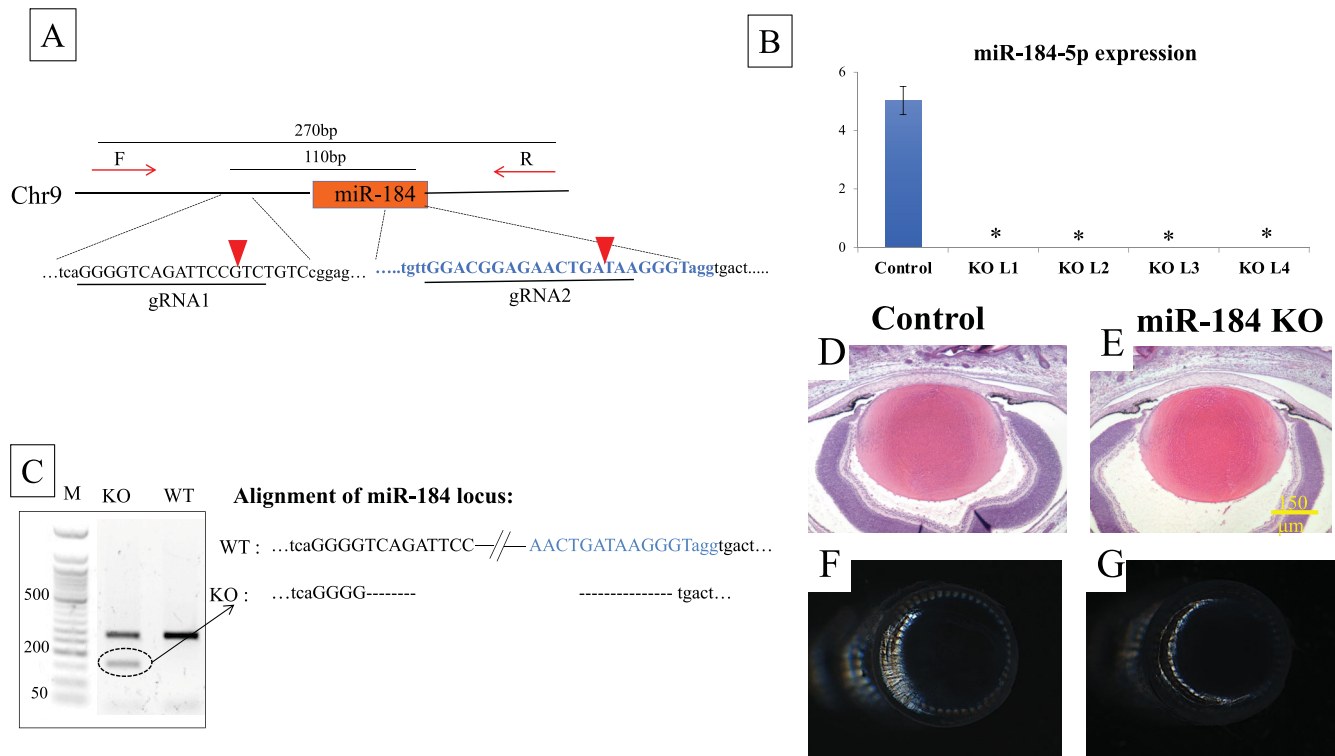 A
270bp
F
110bp
R
Chr9
miR-184
…tcaGGGGTCAGATTCCGTCTGTCcggag…
…..tgttGGACGGAGAACTGATAAGGGTaggtgact.....
gRNA1
gRNA2
B
miR-184-5p expression
6
4
2
0
* * * *
Control KO L1 KO L2 KO L3 KO L4
Control miR-184 KO
D
E
150
μm
F
G
C
M KO WT
500
200
50
Alignment of miR-184 locus:
WT : …tcaGGGGTCAGATTCC—//—AACTGATAAGGGTaggtgact…
KO : …tcaGGGG-------- --------------- tgact…